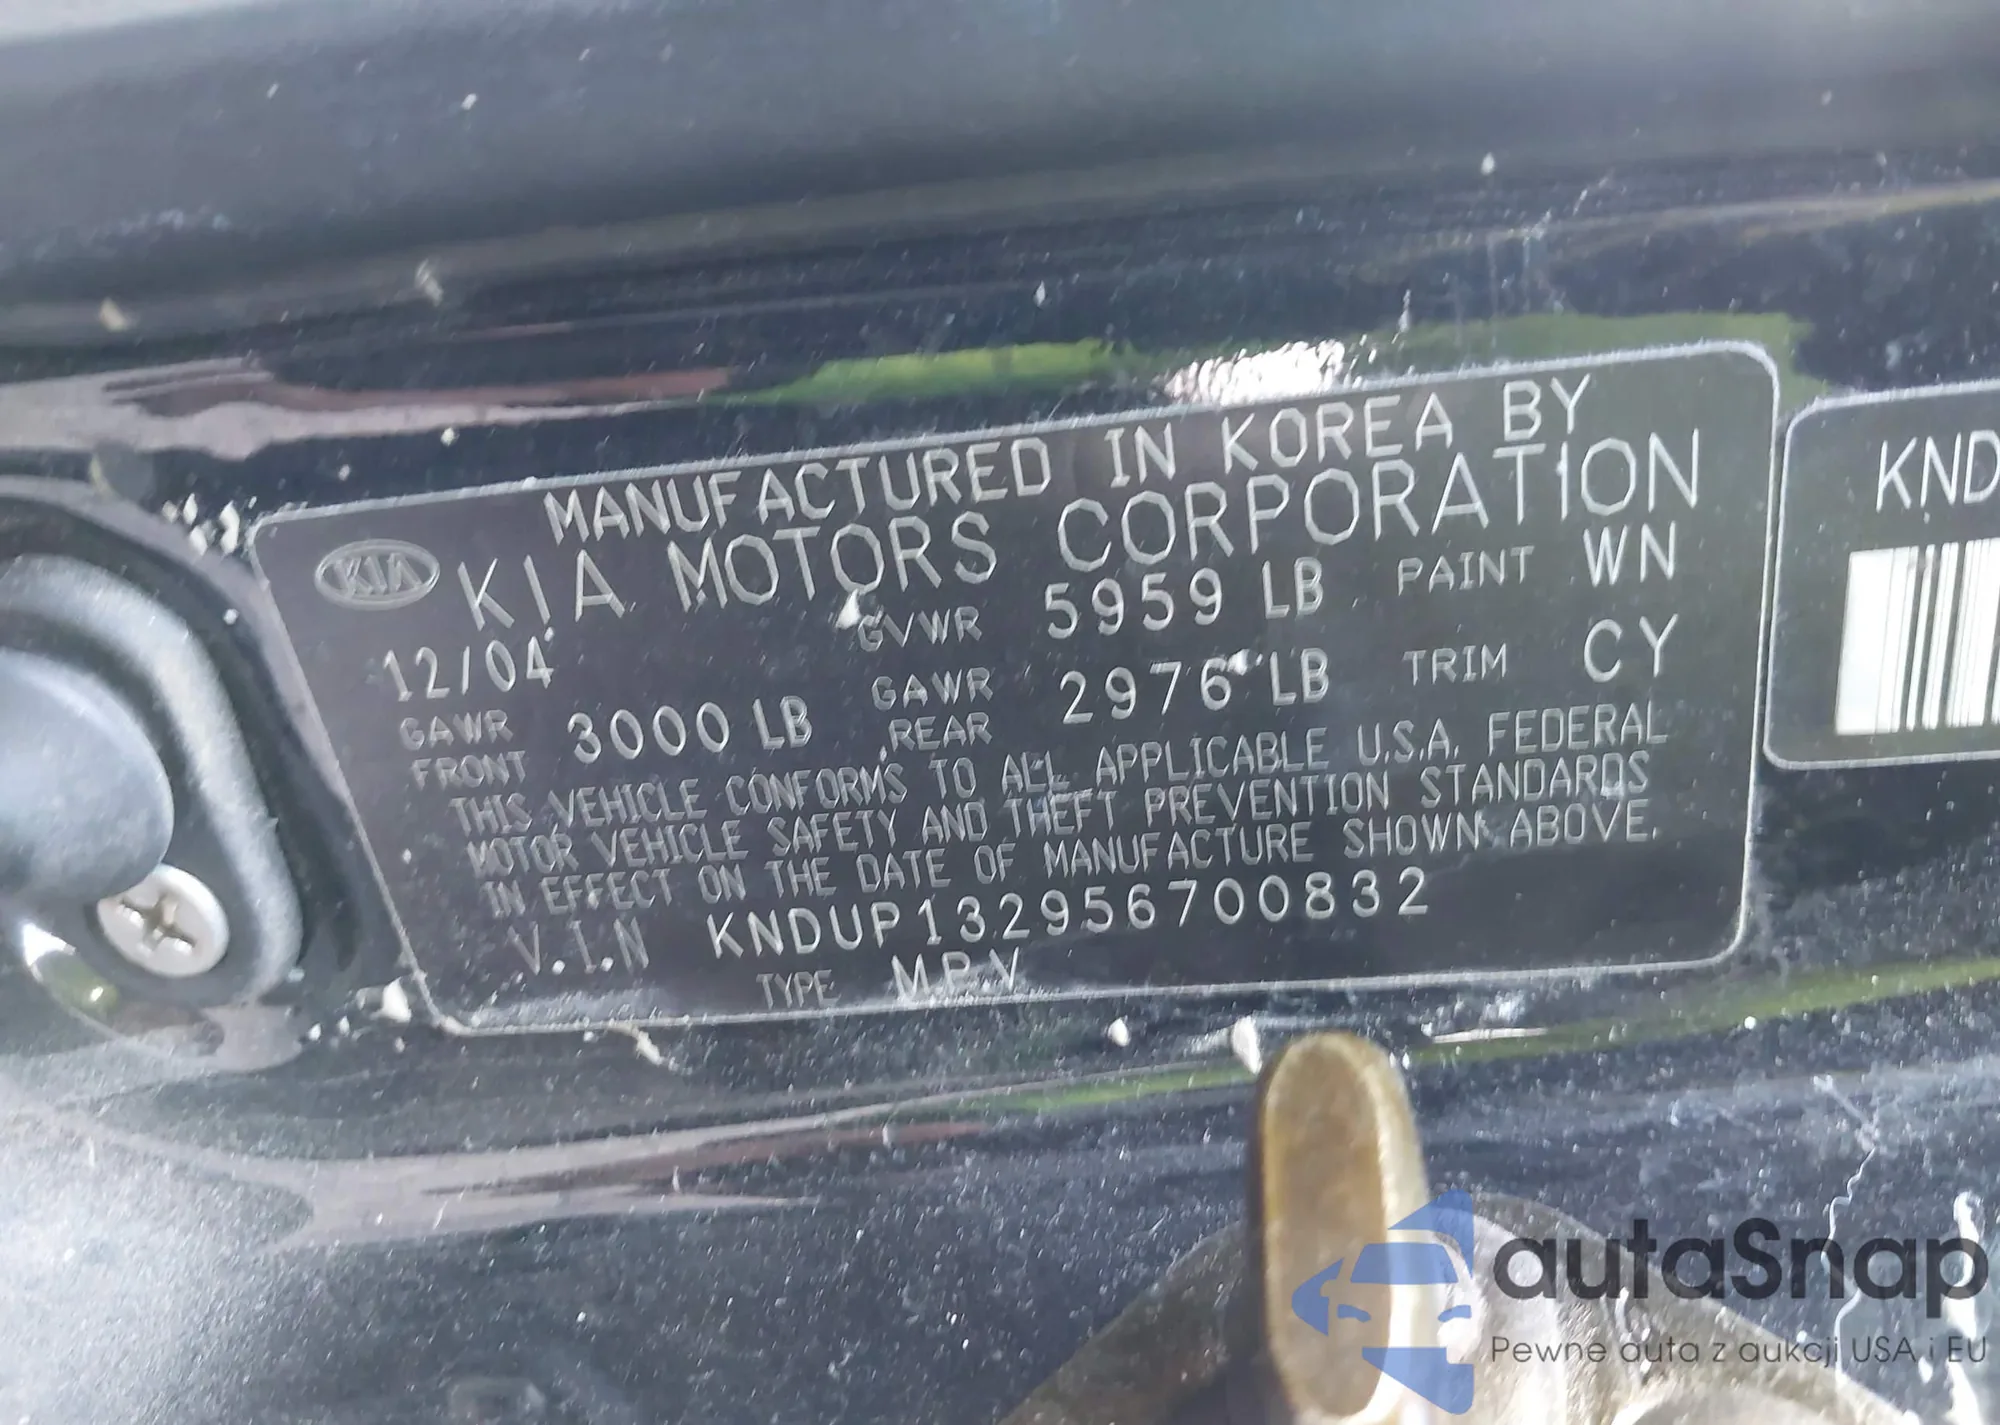 MANUFACTURED IN KOREA BY
KIA KIA MOTORS CORPORATION
12/04 GVWR 5959 LB PAINT WN
GAWR FRONT 3000 LB GAWR REAR 2976 LB TRIM CY
THIS VEHICLE CONFORMS TO ALL APPLICABLE U.S.A. FEDERAL
MOTOR VEHICLE SAFETY AND THEFT PREVENTION STANDARDS
IN EFFECT ON THE DATE OF MANUFACTURE SHOWN ABOVE.
V.I.N KNDUP132956700832
TYPE MPV
KND
autaSnap
Pewne auta z aukcji USA i EU